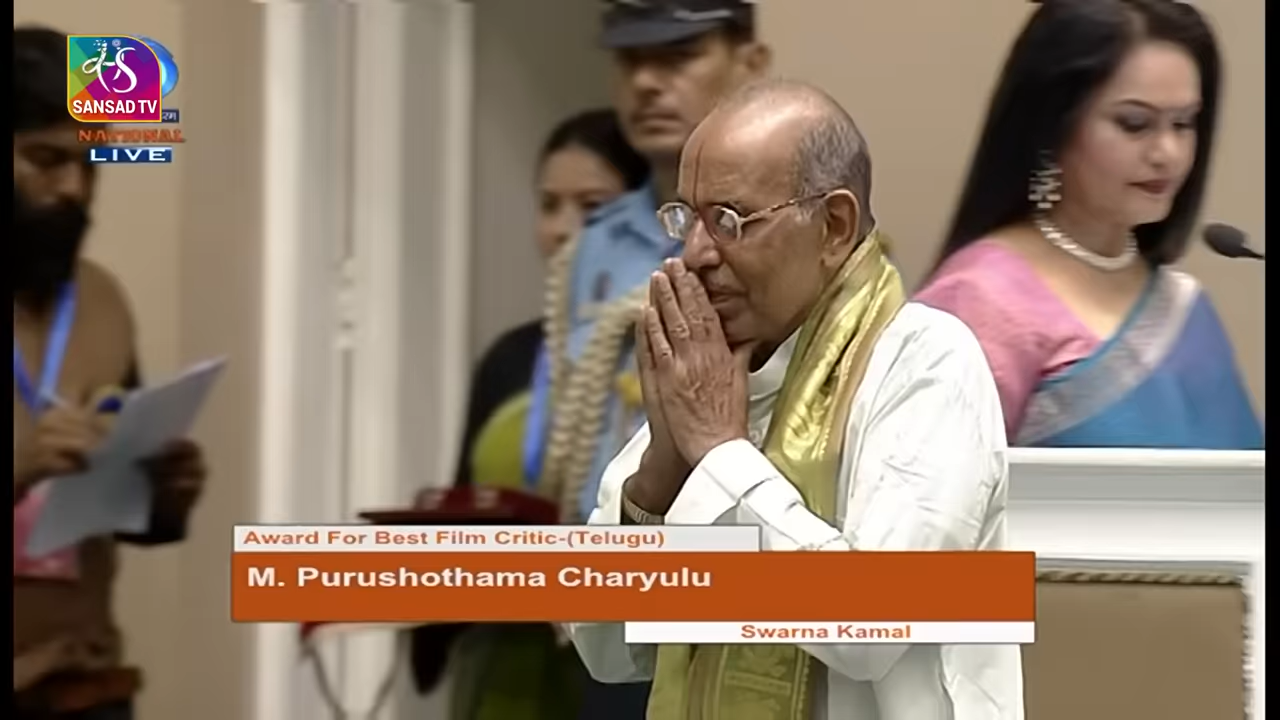 SANSAD TV
NATIONAL
LIVE
Award For Best Film Critic-(Telugu)
M. Purushothama Charyulu
Swarna Kamal